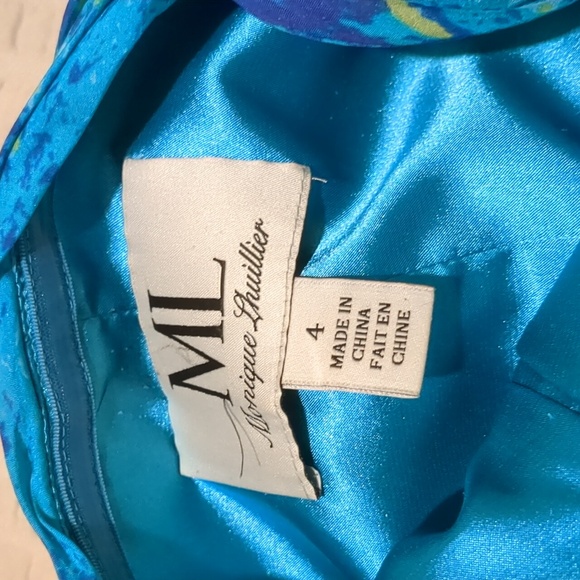 ML
Monique Lhuillier
4
MADE IN
CHINA
FAIT EN
CHINE